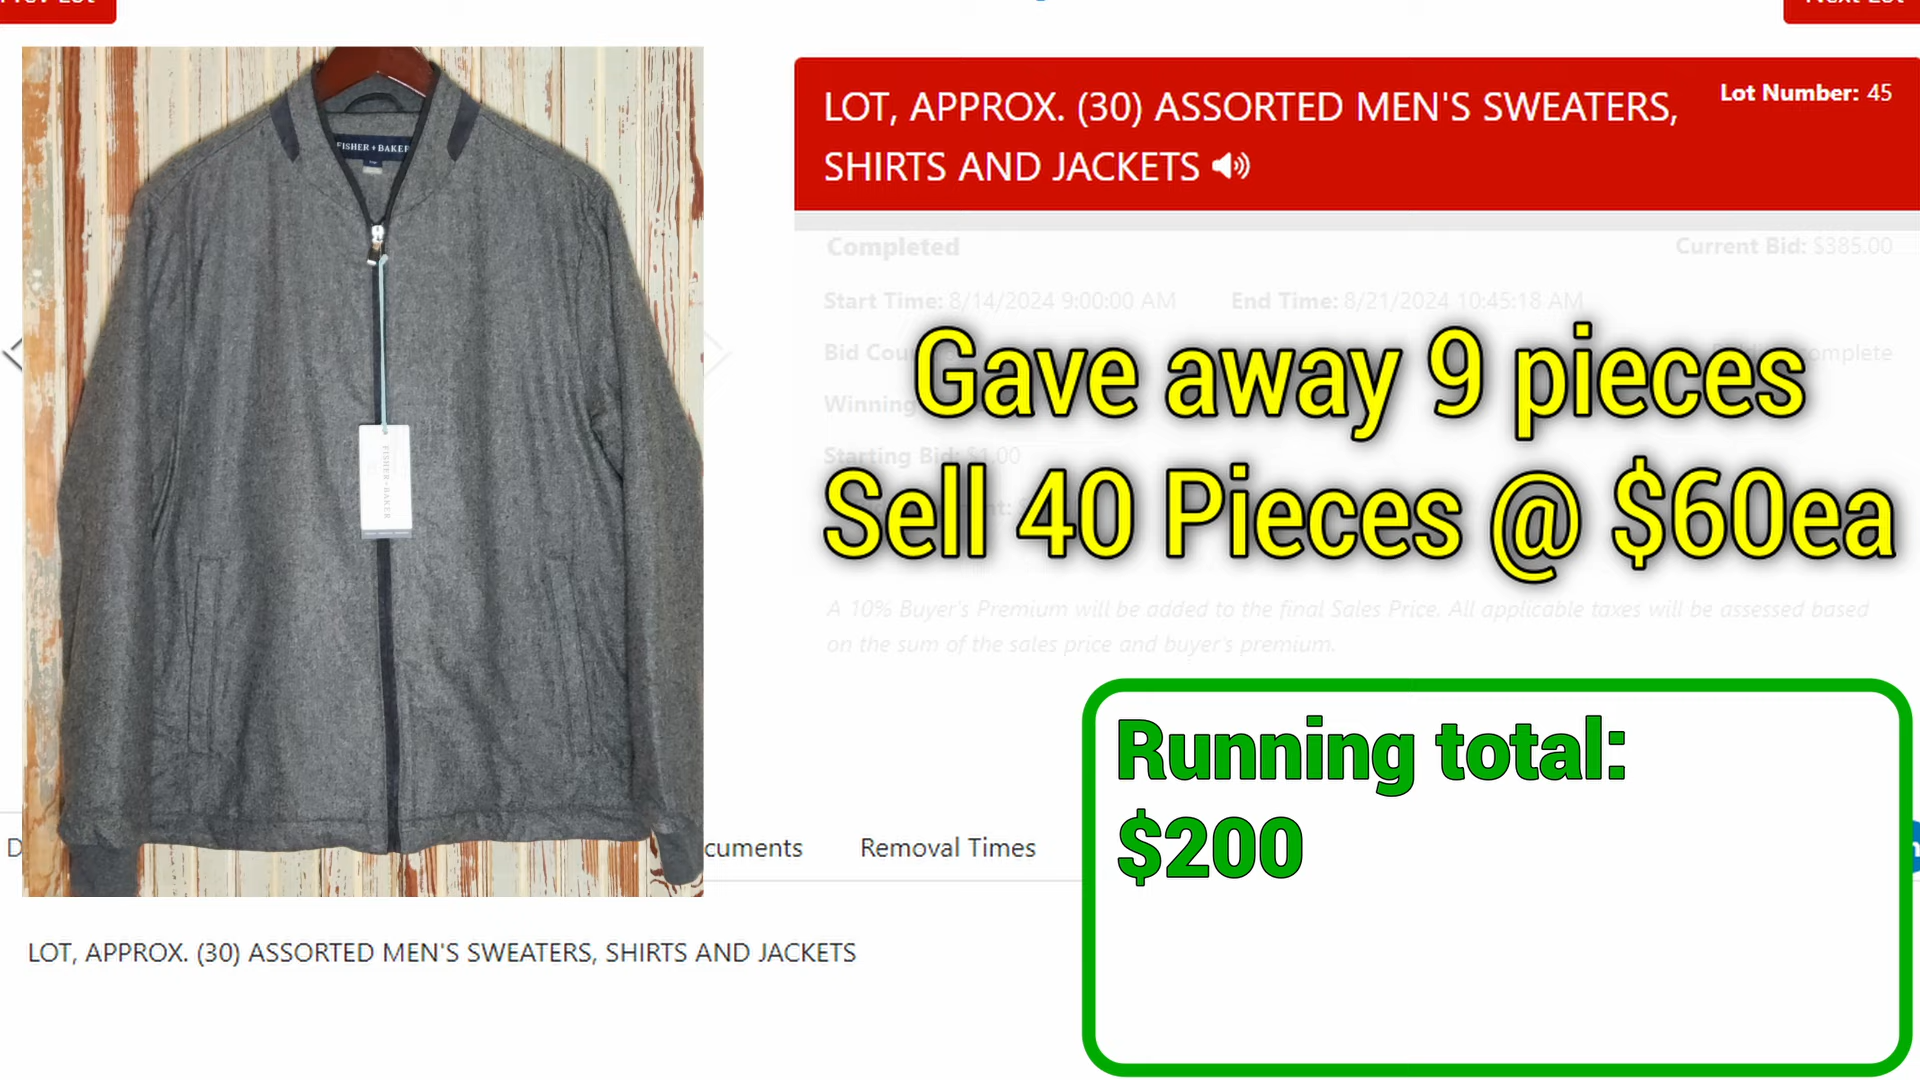 LOT, APPROX. (30) ASSORTED MEN'S SWEATERS,
SHIRTS AND JACKETS
Lot Number: 45
Completed
Current Bid: $385.00
Start Time: 8/14/2024 9:00:00 AM
End Time: 8/21/2024 10:45:18 AM
Bid
Gave away 9 pieces
Winning
Starting Bid: $1.00
Sell 40 Pieces @ $60ea
A 10% Buyer's Premium will be added to the final Sales Price. All applicable taxes will be assessed based
on the sum of the sales price and buyer's premium.
FISHER + BAKER
FISHER + BAKER
Running total:
$200
Removal Times
LOT, APPROX. (30) ASSORTED MEN'S SWEATERS, SHIRTS AND JACKETS